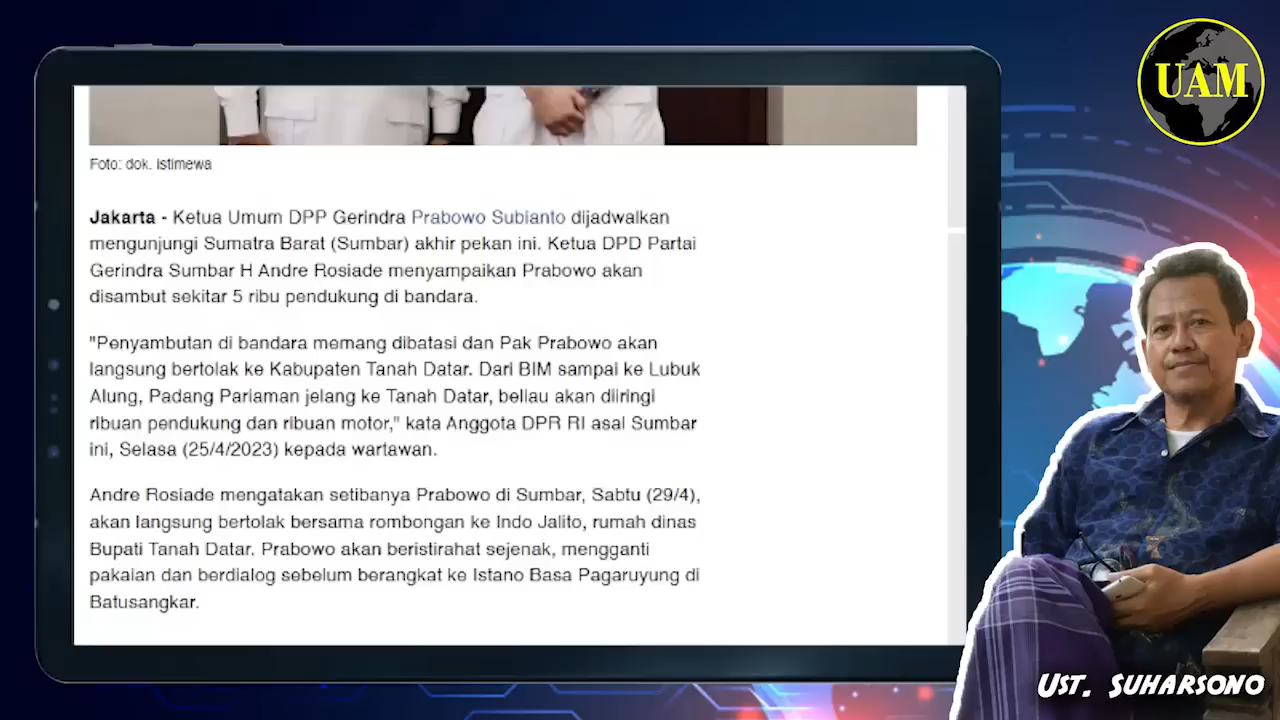 UAM
Foto: dok. istimewa
Jakarta - Ketua Umum DPP Gerindra Prabowo Subianto dijadwalkan
mengunjungi Sumatra Barat (Sumbar) akhir pekan ini. Ketua DPD Partai
Gerindra Sumbar H Andre Rosiade menyampaikan Prabowo akan
disambut sekitar 5 ribu pendukung di bandara.
"Penyambutan di bandara memang dibatasi dan Pak Prabowo akan
langsung bertolak ke Kabupaten Tanah Datar. Dari BIM sampai ke Lubuk
Alung, Padang Pariaman jelang ke Tanah Datar, beliau akan diiringi
ribuan pendukung dan ribuan motor," kata Anggota DPR RI asal Sumbar
ini, Selasa (25/4/2023) kepada wartawan.
Andre Rosiade mengatakan setibanya Prabowo di Sumbar, Sabtu (29/4),
akan langsung bertolak bersama rombongan ke Indo Jalito, rumah dinas
Bupati Tanah Datar. Prabowo akan beristirahat sejenak, mengganti
pakaian dan berdialog sebelum berangkat ke Istano Basa Pagaruyung di
Batusangkar.
UST. SUHARSONO